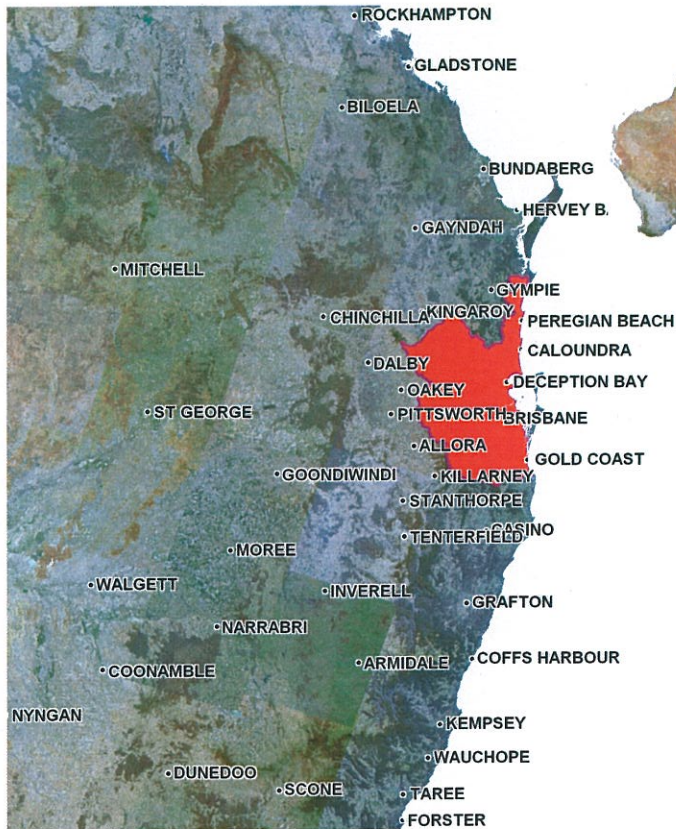 ROCKHAMPTON
GLADSTONE
BILOELA
BUNDABERG
HERVEY B
GAYNDAH
MITCHELL
GYMPIE
CHINCHILLA
KINGAROY
PEREGIAN BEACH
CALOUNDRA
DALBY
DECEPTION BAY
OAKEY
ST GEORGE
PITTSWORTH
BRISBANE
ALLORA
GOLD COAST
GOONDIWINDI
KILLARNEY
STANTHORPE
CASINO
TENTERFIELD
MOREE
WALGETT
INVERELL
GRAFTON
NARRABRI
COONAMBLE
ARMIDALE
COFFS HARBOUR
NYNGAN
KEMPSEY
WAUCHOPE
DUNEDOO
SCONE
TAREE
FORSTER